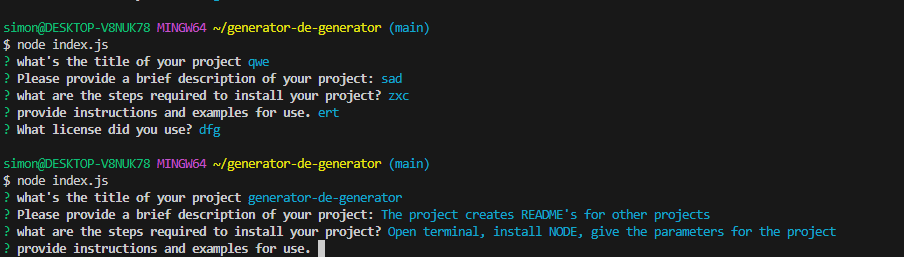 simon@DESKTOP-V8NUK78 MINGW64 ~/generator-de-generator (main)
$ node index.js
? what's the title of your project qwe
? Please provide a brief description of your project: sad
? what are the steps required to install your project? zxc
? provide instructions and examples for use. ert
? What license did you use? dfg
simon@DESKTOP-V8NUK78 MINGW64 ~/generator-de-generator (main)
$ node index.js
? what's the title of your project generator-de-generator
? Please provide a brief description of your project: The project creates README's for other projects
? what are the steps required to install your project? Open terminal, install NODE, give the parameters for the project
? provide instructions and examples for use.